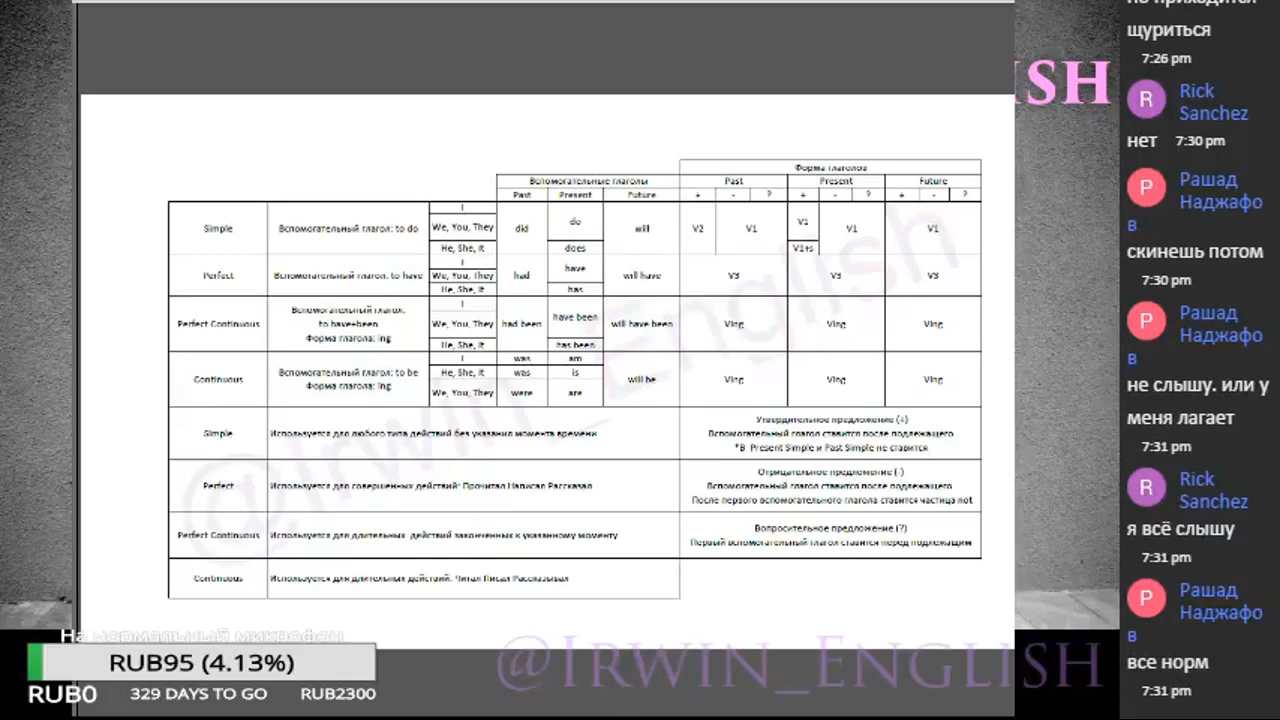 щуриться
7:26 pm
ISH
R
Rick
Sanchez
нет 7:30 pm
Р
Рашад
Наджафо
в
скинешь потом
7:30 pm
Р
Рашад
Наджафо
в
не слышу. или у
меня лагает
7:31 pm
R
Rick
Sanchez
я всё слышу
7:31 pm
Р
Рашад
Наджафо
в
все норм
7:31 pm
Форма глаголов
Вспомогательные глаголы Past Present Future
Past Present Future + - ? + - ? + - ?
Simple Вспомогательный глагол: to do I We, You, They He, She, It did do does will V2 V1 V1 V1+s V1 V1
Perfect Вспомогательный глагол: to have I We, You, They He, She, It had have has will have V3 V3 V3
Perfect Continuous Вспомогательный глагол: to have+been Форма глагола: ing I We, You, They He, She, It had been have been has been will have been Ving Ving Ving
Continuous Вспомогательный глагол: to be Форма глагола: ing I He, She, It We, You, They was was were am is are will be Ving Ving Ving
Simple Используется для любого типа действий без указания момента времени
Утвердительное предложение (+)
Вспомогательный глагол ставится после подлежащего
*В Present Simple и Past Simple не ставится
Perfect Используется для совершенных действий: Прочитал Написал Рассказал
Отрицательное предложение (-)
Вспомогательный глагол ставится после подлежащего
После первого вспомогательного глагола ставится частица not
Perfect Continuous Используется для длительных действий законченных к указанному моменту
Вопросительное предложение (?)
Первый вспомогательный глагол ставится перед подлежащим
Continuous Используется для длительных действий. Читал Писал Рассказывал
@Irwin_English
На нормальный микрофон
RUB95 (4.13%)
RUB0 329 DAYS TO GO RUB2300
@IRWIN_ENGLISH